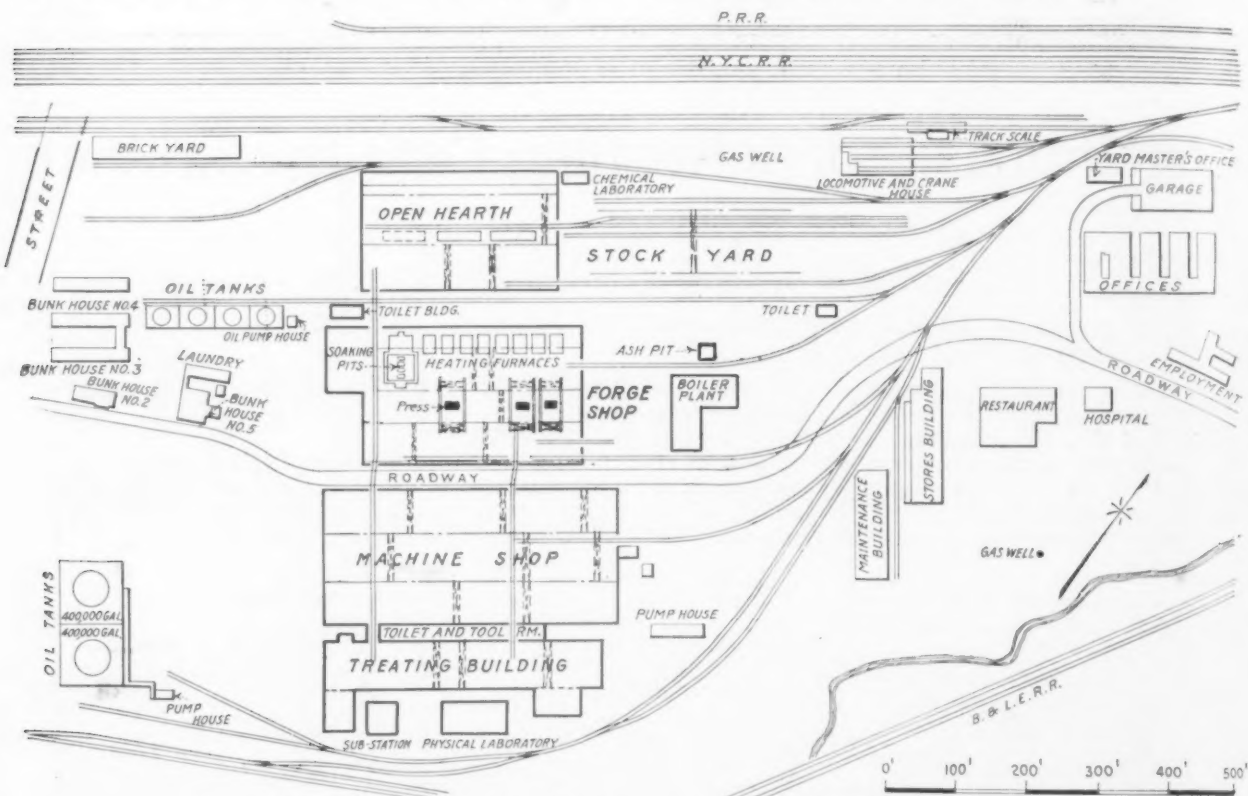 P.R.R.
N.Y.C.R.R.
TRACK SCALE
BRICK YARD
GAS WELL
YARD MASTER'S OFFICE
CHEMICAL
LABORATORY
LOCOMOTIVE AND CRANE
HOUSE
GARAGE
STREET
OPEN HEARTH
STOCK YARD
OFFICES
OIL TANKS
BUNK HOUSE NO.4
TOILET BLDG.
TOILET
OIL PUMP HOUSE
SOAKING
PITS
HEATING FURNACES
ASH PIT
LAUNDRY
BUNK HOUSE NO.3
BUNK HOUSE
NO.2
BUNK
HOUSE
NO.5
Press
FORGE
SHOP
BOILER
PLANT
EMPLOYMENT
ROADWAY
RESTAURANT
HOSPITAL
STORES BUILDING
ROADWAY
MAINTENANCE
BUILDING
MACHINE SHOP
GAS WELL
OIL TANKS
400,000 GAL.
400,000 GAL.
PUMP HOUSE
TOILET AND TOOL RM.
TREATING BUILDING
PUMP
HOUSE
B. & L.E.R.R.
SUB-STATION
PHYSICAL LABORATORY
0' 100' 200' 300' 400' 500'